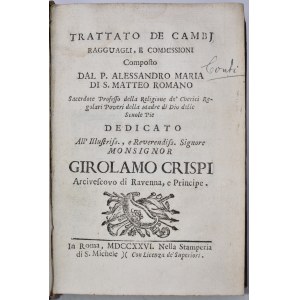 TRATTATO DE CAMBJ
RAGGUAGLI, E COMMESSIONI
Composto
DAL P. ALESSANDRO MARIA
DI S. MATTEO ROMANO
Sacerdote Professo della Religione de' Cherici Re-
golari Poveri della madre di Dio delle
Scuole Pie
DEDICATO
All' Illustriss., e Reverendiss. Signore
MONSIGNOR
GIROLAMO CRISPI
Arcivescovo di Ravenna, e Principe.
In Roma, MDCCXXVI. Nella Stamperia
di S. Michele )( Con Licenza de' Superiori.
Conti